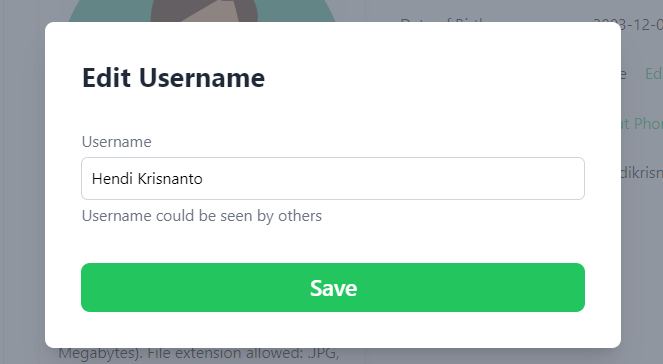 Edit Username
Username
Hendi Krisnanto
Username could be seen by others
Save
Megabytes). File extension allowed: .JPG,